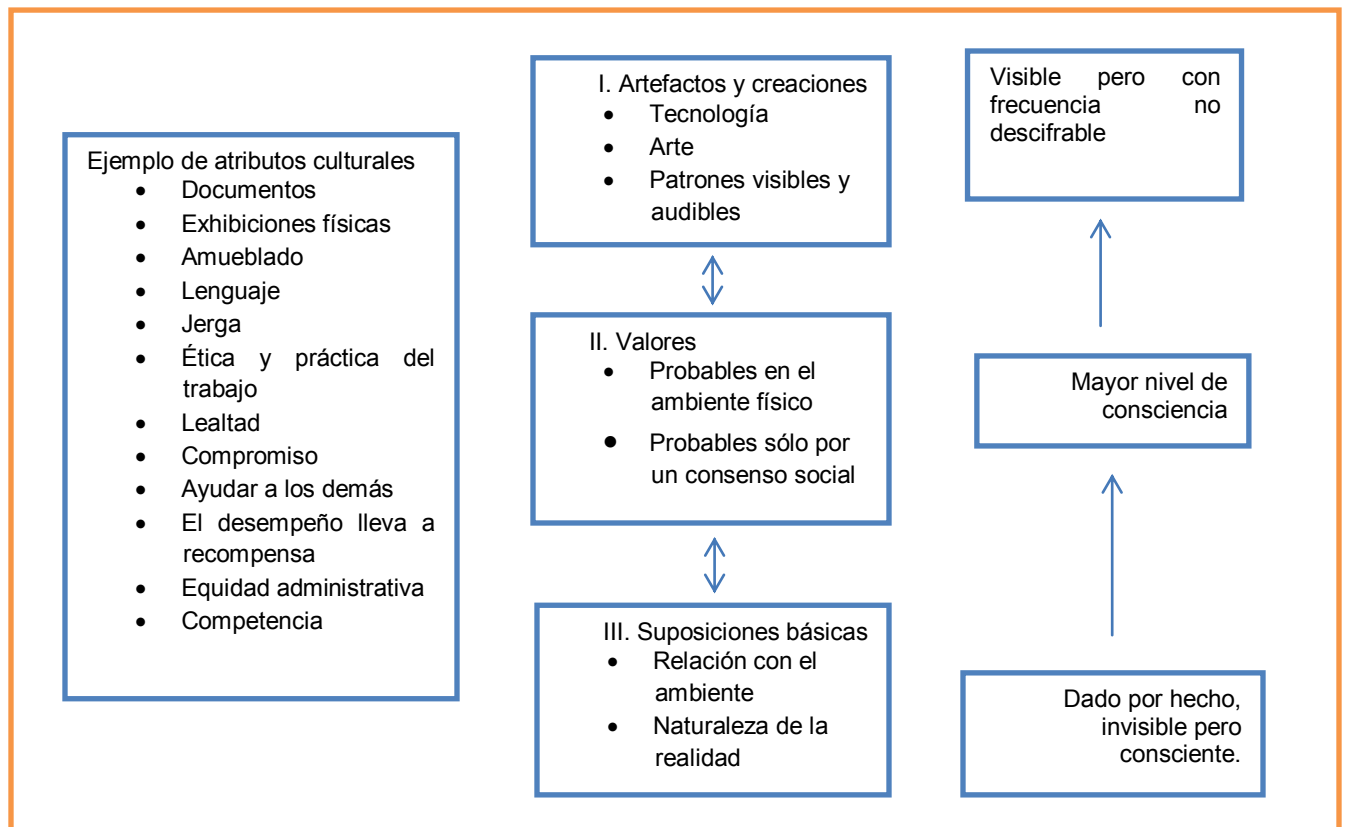 Ejemplo de atributos culturales
• Documentos
• Exhibiciones físicas
• Amueblado
• Lenguaje
• Jerga
• Ética y práctica del
trabajo
• Lealtad
• Compromiso
• Ayudar a los demás
• El desempeño lleva a
recompensa
• Equidad administrativa
• Competencia
I. Artefactos y creaciones
• Tecnología
• Arte
• Patrones visibles y
audibles
II. Valores
• Probables en el
ambiente físico
• Probables sólo por
un consenso social
III. Suposiciones básicas
• Relación con el
ambiente
• Naturaleza de la
realidad
Visible pero con
frecuencia no
descifrable
Mayor nivel de
consciencia
Dado por hecho,
invisible pero
consciente.